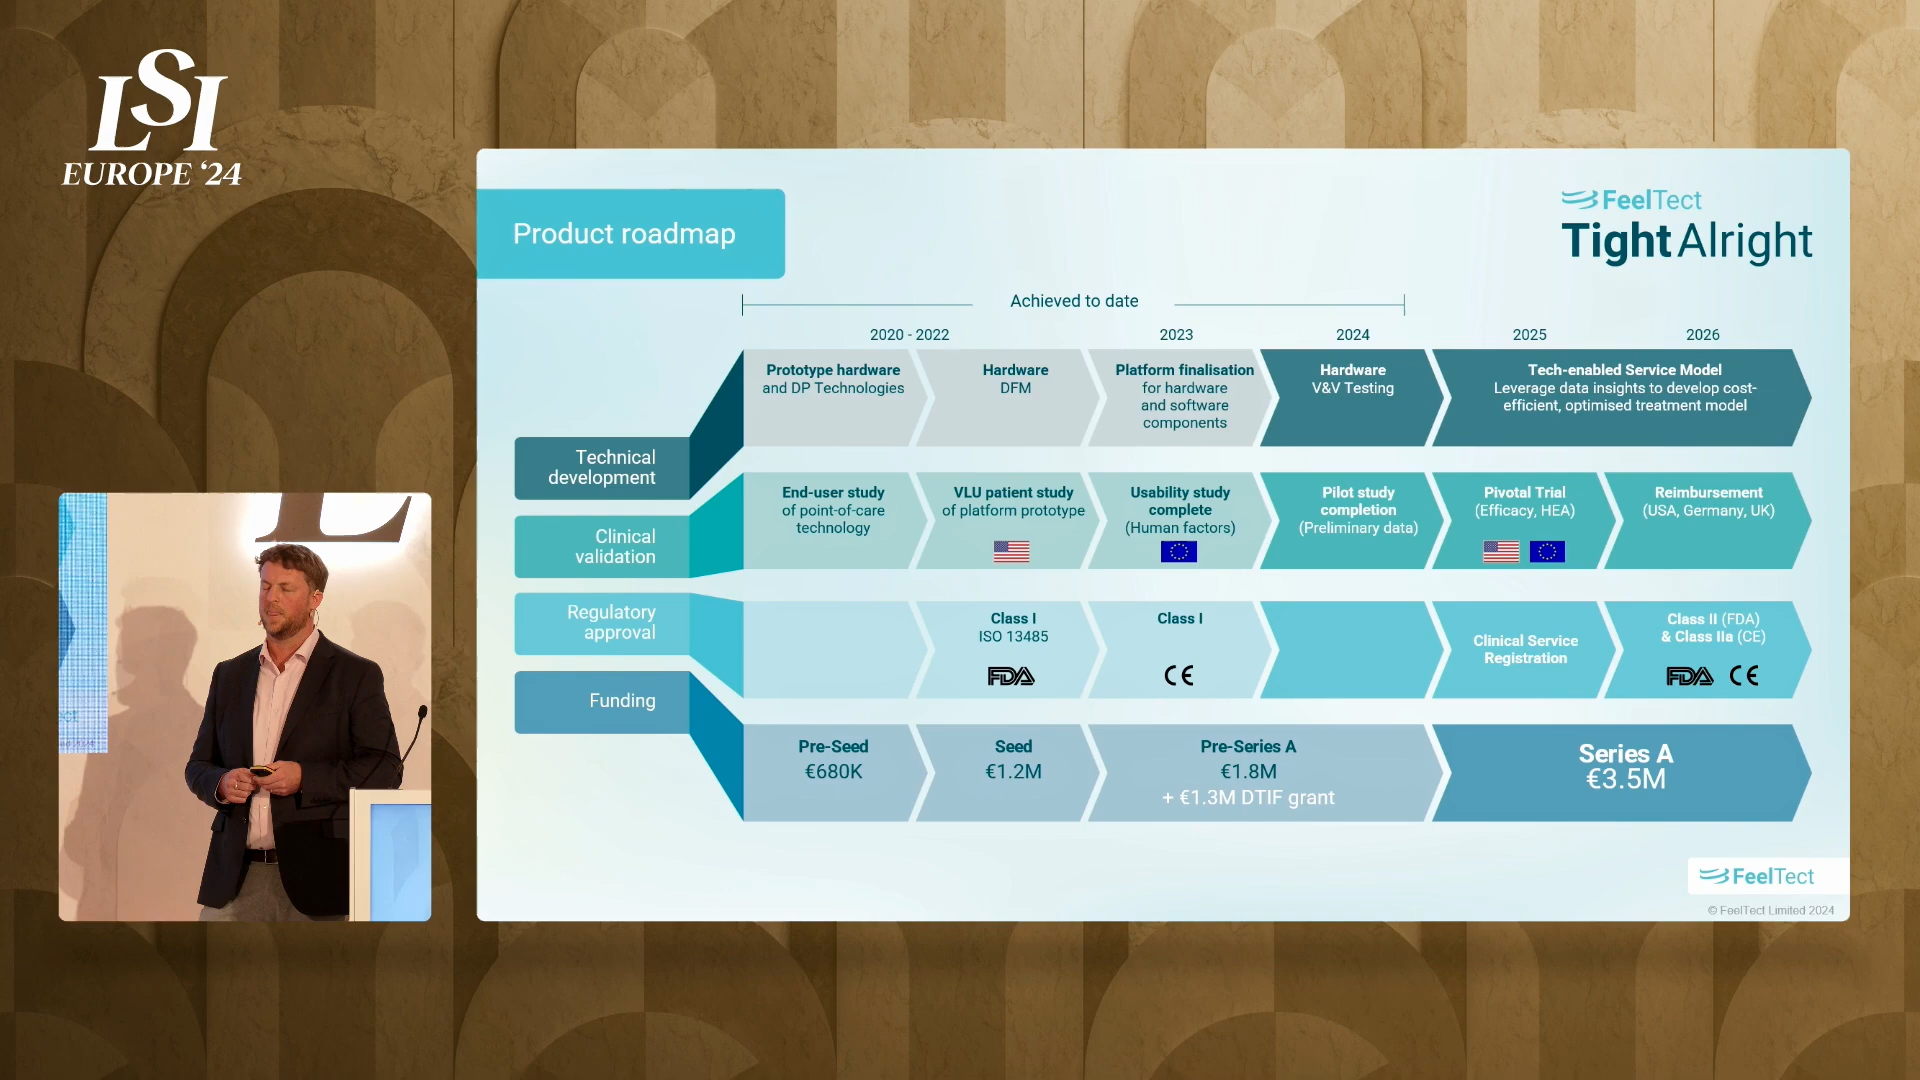 LSI
EUROPE ‘24
Product roadmap
FeelTect
TightAlright
Achieved to date
2020 - 2022
2023
2024
2025
2026
Technical
development
Prototype hardware
and DP Technologies
Hardware
DFM
Platform finalisation
for hardware
and software
components
Hardware
V&V Testing
Tech-enabled Service Model
Leverage data insights to develop cost-
efficient, optimised treatment model
Clinical
validation
End-user study
of point-of-care
technology
VLU patient study
of platform prototype
Usability study
complete
(Human factors)
Pilot study
completion
(Preliminary data)
Pivotal Trial
(Efficacy, HEA)
Reimbursement
(USA, Germany, UK)
Regulatory
approval
Class I
ISO 13485
FDA
Class I
CE
Clinical Service
Registration
Class II (FDA)
& Class IIa (CE)
FDA CE
Funding
Pre-Seed
€680K
Seed
€1.2M
Pre-Series A
€1.8M
+ €1.3M DTIF grant
Series A
€3.5M
FeelTect
© FeelTect Limited 2024